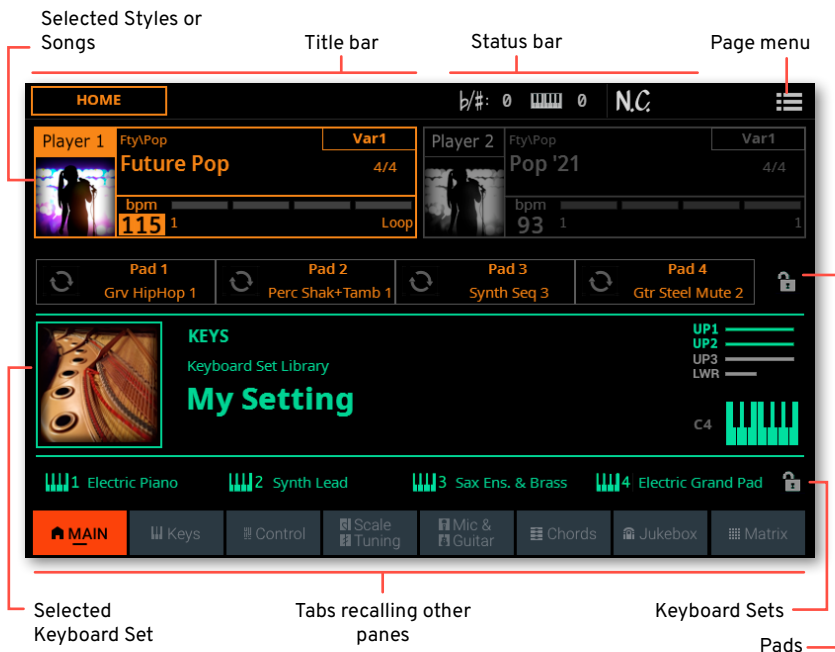 Selected Styles or
Songs
Title bar
Status bar
Page menu
HOME
♭/#: 0
0
N.C.
Player 1
Fty\Pop
Var1
Future Pop
4/4
bpm
115
1
Loop
Player 2
Fty\Pop
Var1
Pop '21
4/4
bpm
93
1
1
Pad 1
Grv HipHop 1
Pad 2
Perc Shak+Tamb 1
Pad 3
Synth Seq 3
Pad 4
Gtr Steel Mute 2
KEYS
Keyboard Set Library
My Setting
UP1
UP2
UP3
LWR
C4
1 Electric Piano
2 Synth Lead
3 Sax Ens. & Brass
4 Electric Grand Pad
MAIN
Keys
Control
Scale
Tuning
Mic &
Guitar
Chords
Jukebox
Matrix
Selected
Keyboard Set
Tabs recalling other
panes
Keyboard Sets
Pads